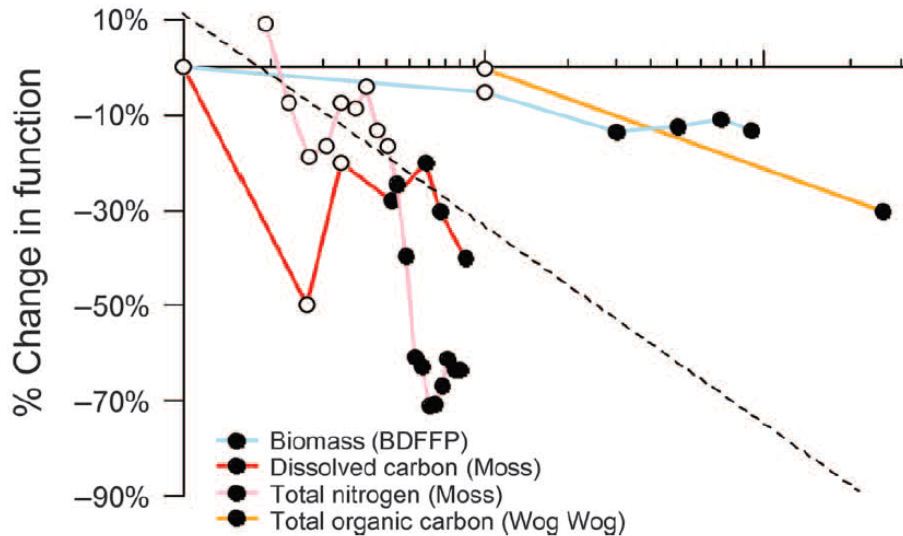 10%
−10%
−30%
−50%
−70%
−90%
% Change in function
Biomass (BDFFP)
Dissolved carbon (Moss)
Total nitrogen (Moss)
Total organic carbon (Wog Wog)